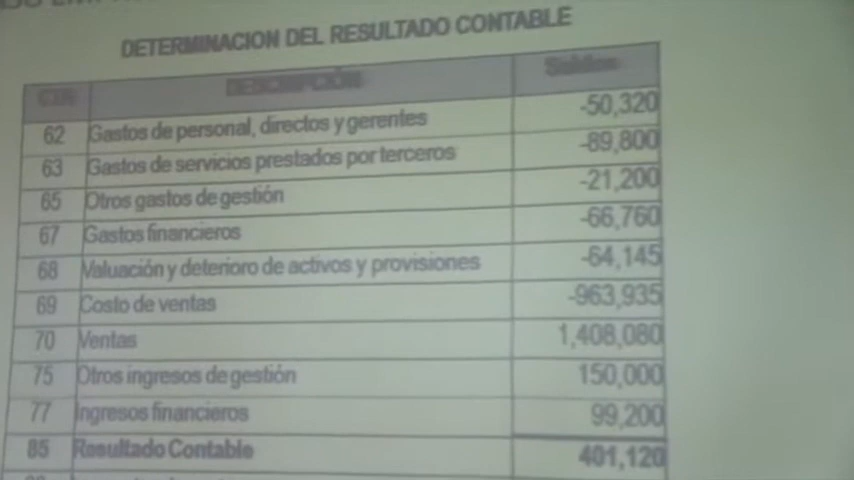 DETERMINACION DEL RESULTADO CONTABLE
CTA DESCRIPCIÓN Saldos
62 Gastos de personal, directos y gerentes -50,320
63 Gastos de servicios prestados por terceros -89,800
65 Otros gastos de gestión -21,200
67 Gastos financieros -66,760
68 Valuación y deterioro de activos y provisiones -64,145
69 Costo de ventas -963,935
70 Ventas 1,408,080
75 Otros ingresos de gestión 150,000
77 Ingresos financieros 99,200
85 Resultado Contable 401,120